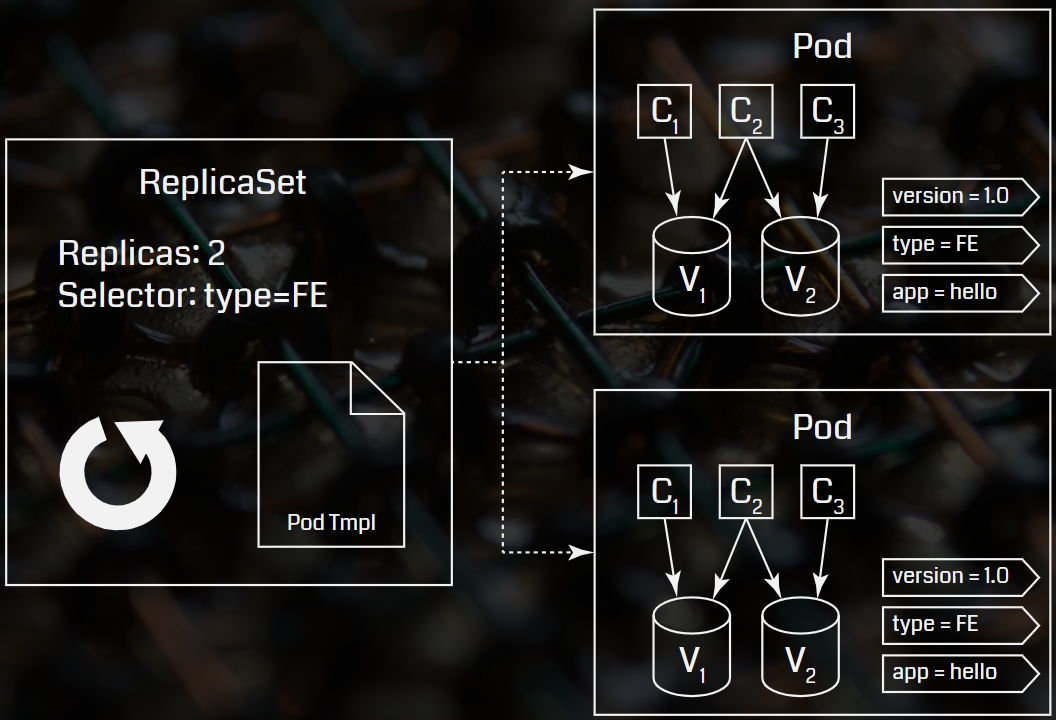 ReplicaSet
Replicas: 2
Selector: type=FE
Pod Tmpl
Pod
C1
C2
C3
V1
V2
version = 1.0
type = FE
app = hello
Pod
C1
C2
C3
V1
V2
version = 1.0
type = FE
app = hello